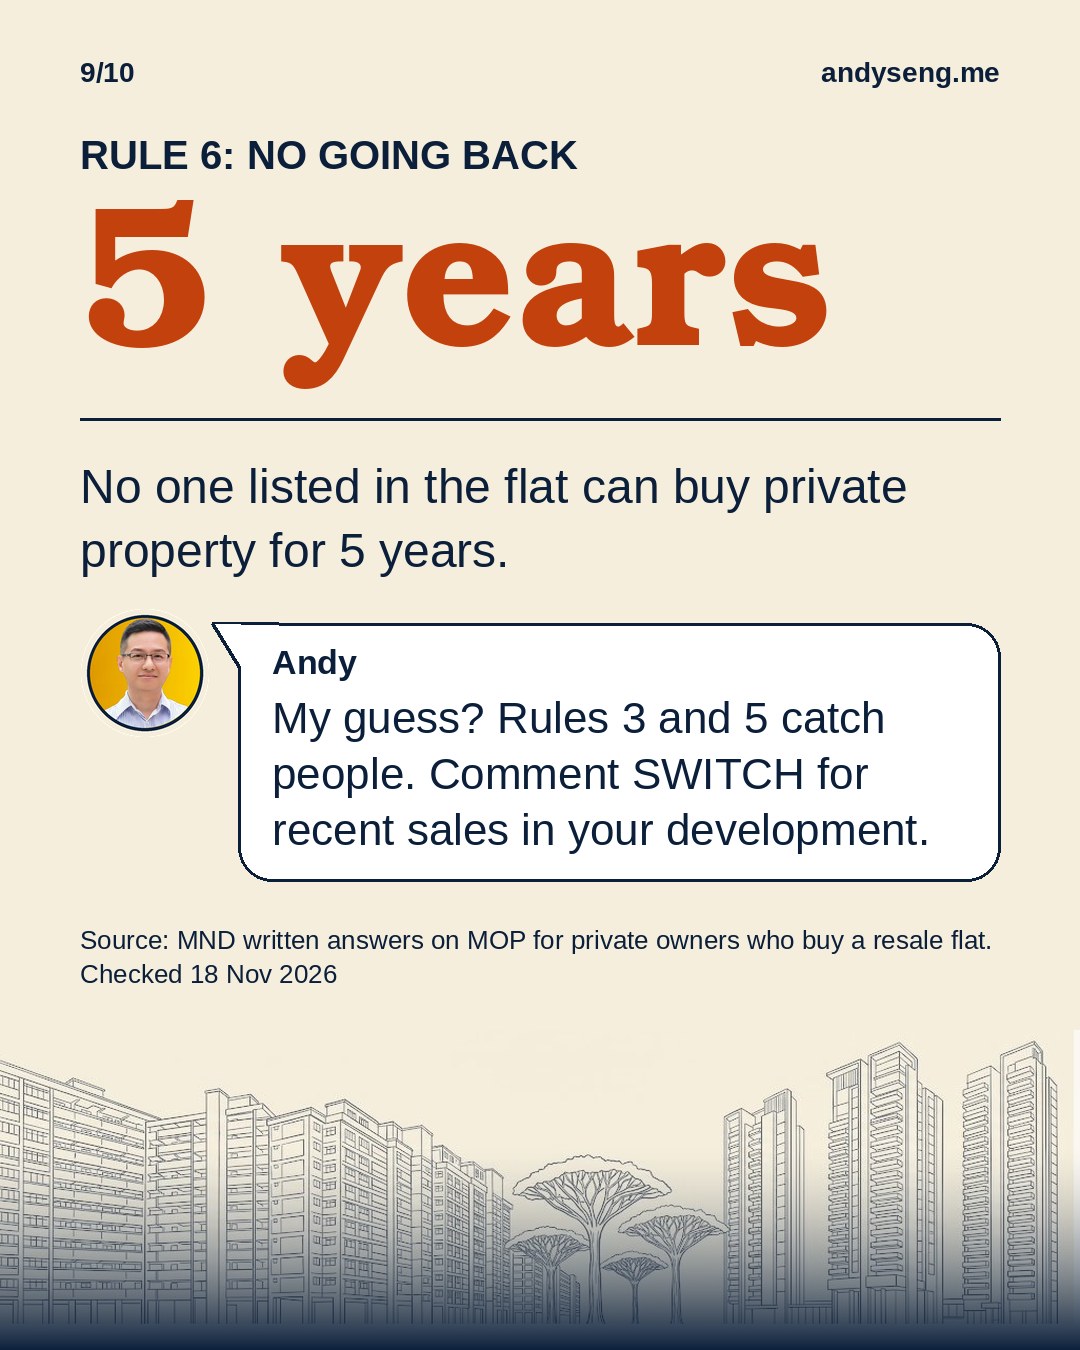 9/10
andyseng.me
RULE 6: NO GOING BACK
5 years
No one listed in the flat can buy private
property for 5 years.
Andy
My guess? Rules 3 and 5 catch
people. Comment SWITCH for
recent sales in your development.
Source: MND written answers on MOP for private owners who buy a resale flat.
Checked 18 Nov 2026